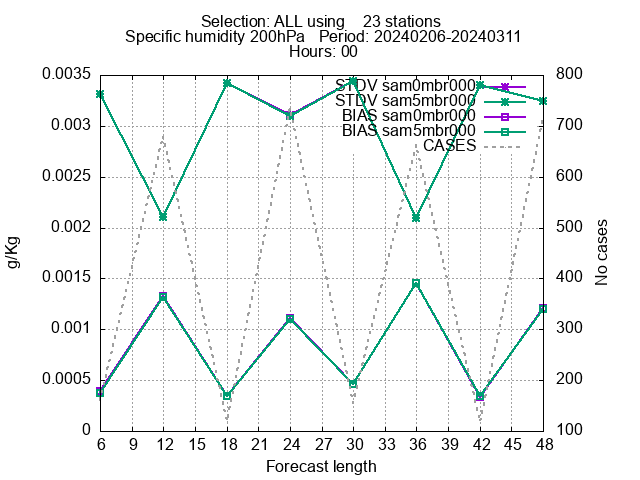 Selection: ALL using    23 stations
Specific humidity 200hPa   Period: 20240206-20240311
Hours: 00
0.0035
0.003
0.0025
0.002
0.0015
0.001
0.0005
0
g/Kg
STDV sam0mbr000
STDV sam5mbr000
BIAS sam0mbr000
BIAS sam5mbr000
CASES
800
700
600
500
400
300
200
100
No cases
6 9 12 15 18 21 24 27 30 33 36 39 42 45 48
Forecast length